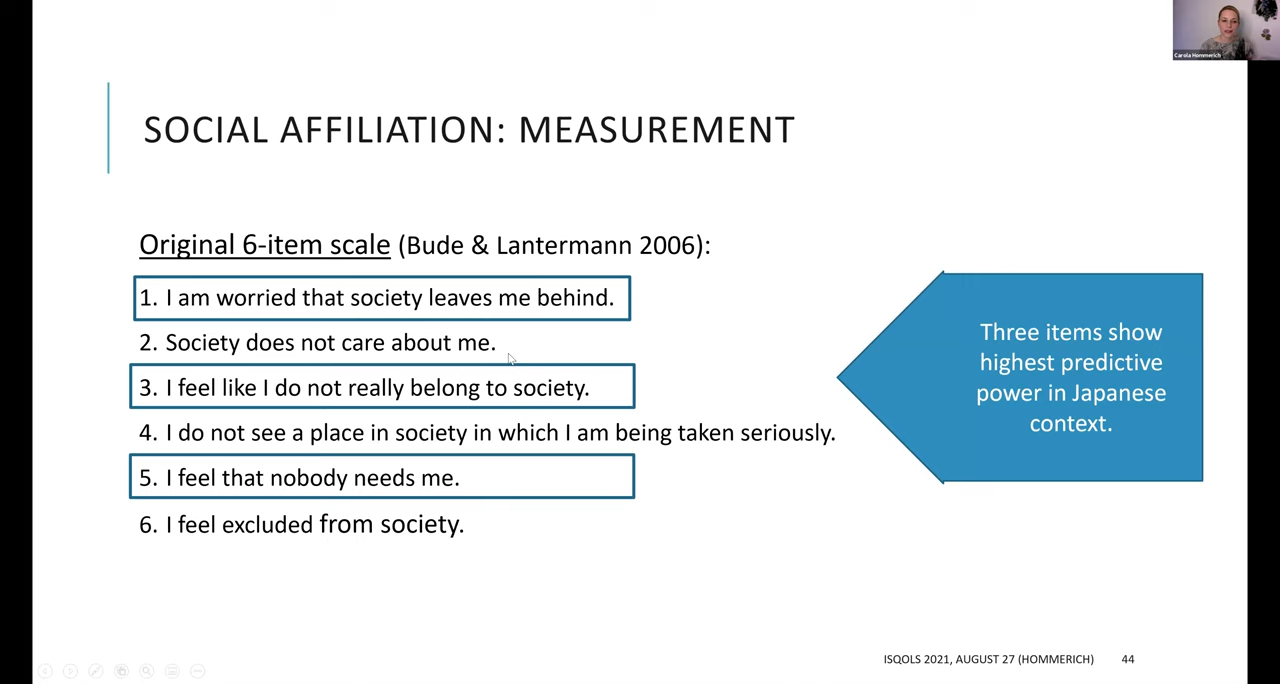 Carola Hommerich
SOCIAL AFFILIATION: MEASUREMENT
Original 6-item scale (Bude & Lantermann 2006):
1. I am worried that society leaves me behind.
2. Society does not care about me.
3. I feel like I do not really belong to society.
4. I do not see a place in society in which I am being taken seriously.
5. I feel that nobody needs me.
6. I feel excluded from society.
Three items show
highest predictive
power in Japanese
context.
ISQOLS 2021, AUGUST 27 (HOMMERICH) 44